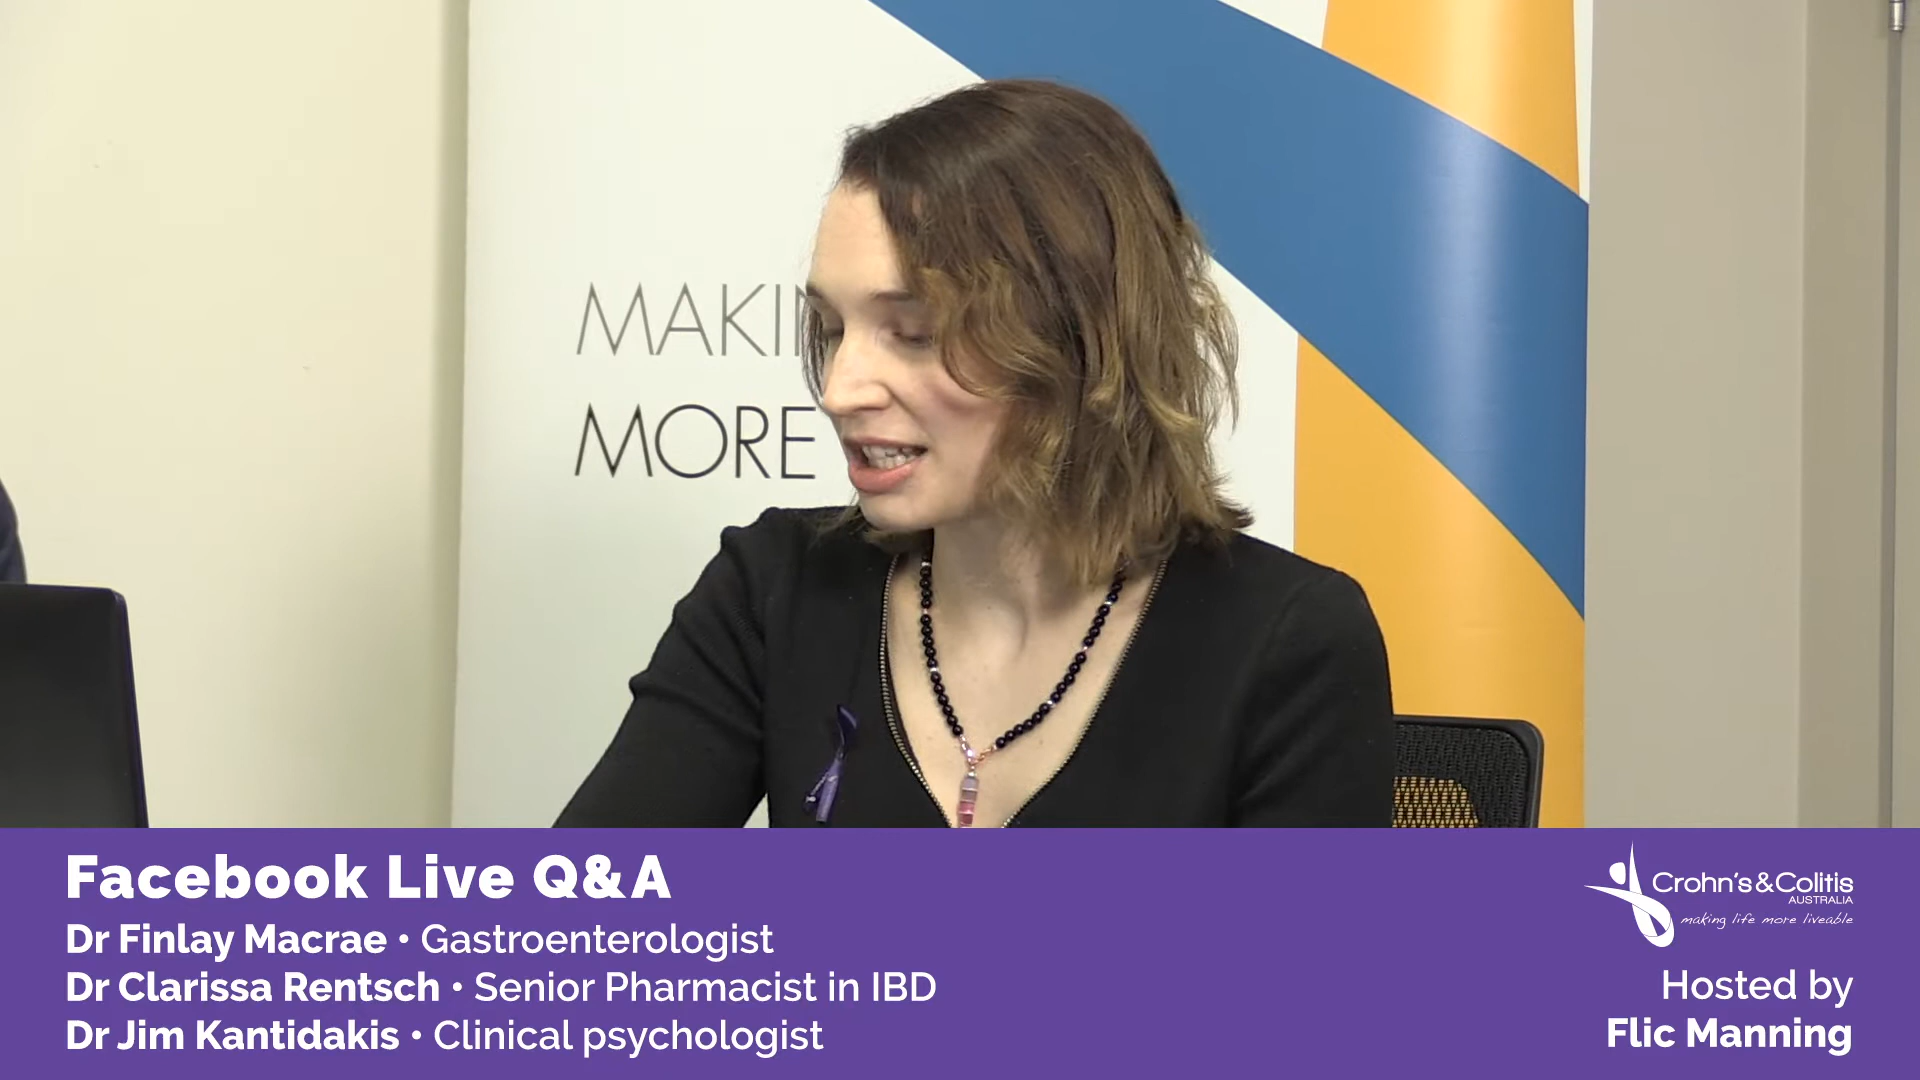 MAKIN
MORE
Facebook Live Q&A
Dr Finlay Macrae • Gastroenterologist
Dr Clarissa Rentsch • Senior Pharmacist in IBD
Dr Jim Kantidakis • Clinical psychologist
Crohn's & Colitis
AUSTRALIA
making life more liveable
Hosted by
Flic Manning